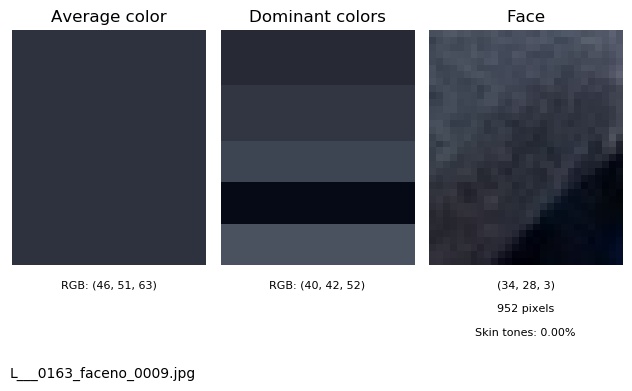 Average color
Dominant colors
Face
RGB: (46, 51, 63)
RGB: (40, 42, 52)
(34, 28, 3)
952 pixels
Skin tones: 0.00%
L___0163_faceno_0009.jpg